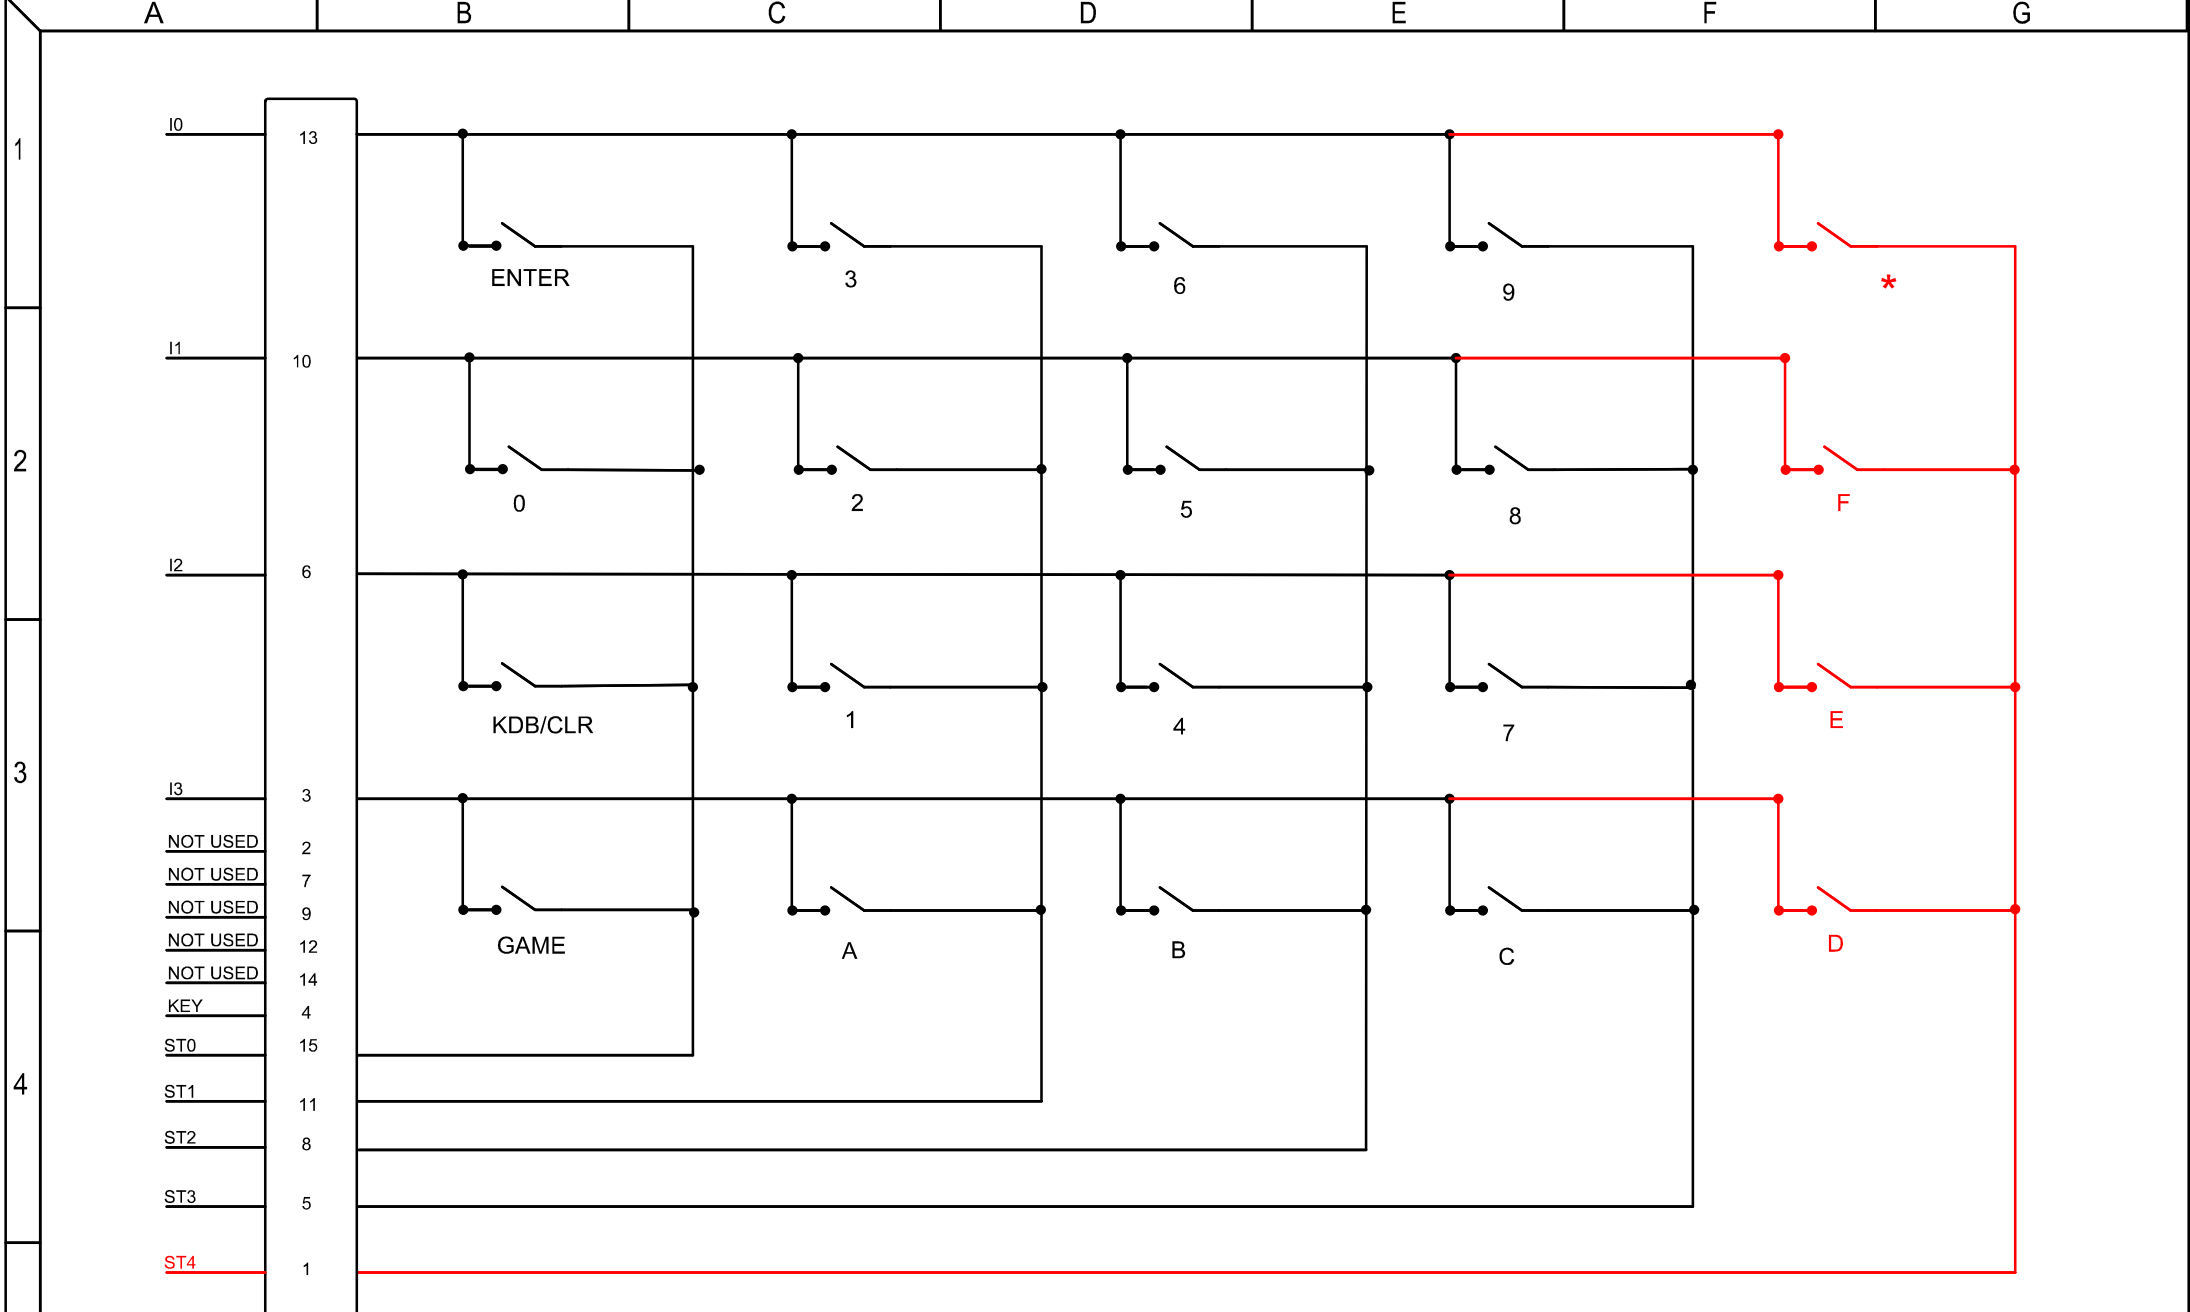 A B C D E F G
1
I0 13
ENTER 3 6 9 *
I1 10
2
0 2 5 8 F
I2 6
KDB/CLR 1 4 7 E
3
I3 3
NOT USED 2
NOT USED 7
NOT USED 9
NOT USED 12
NOT USED 14
GAME A B C D
KEY 4
ST0 15
4
ST1 11
ST2 8
ST3 5
ST4 1